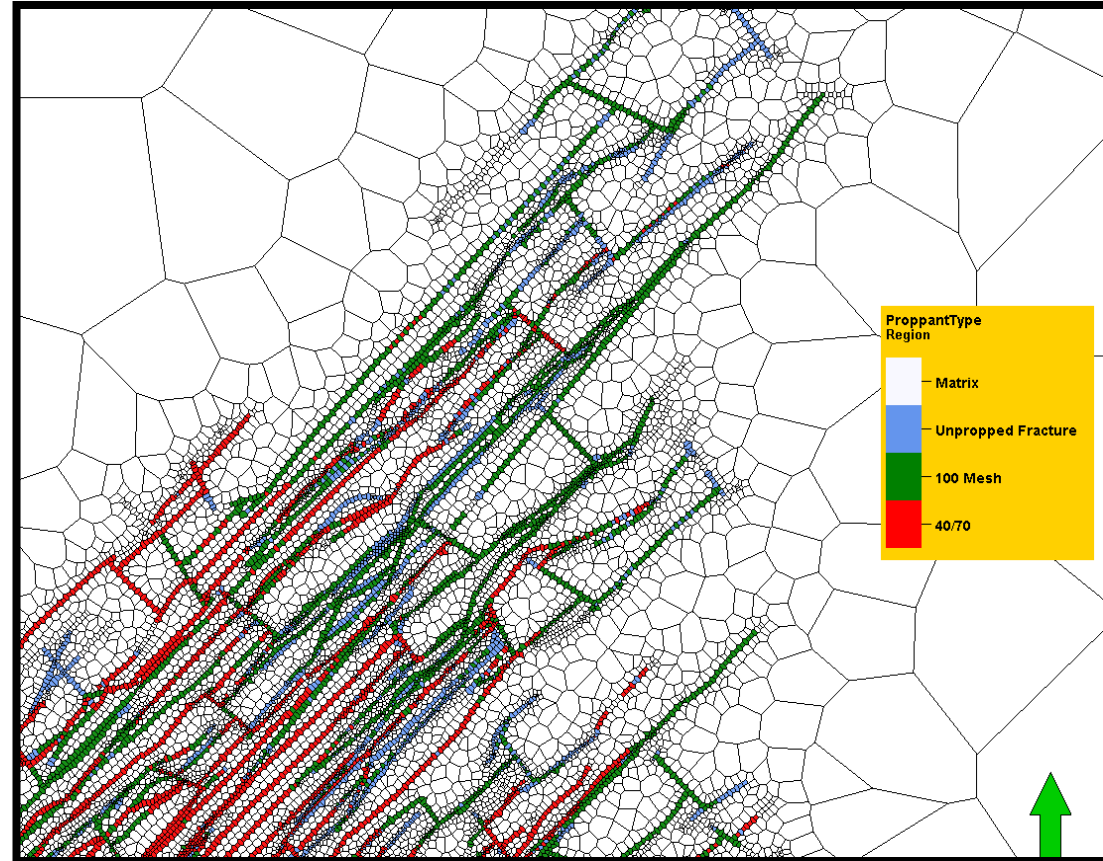 ProppantType
Region
Matrix
Unpropped Fracture
100 Mesh
40/70